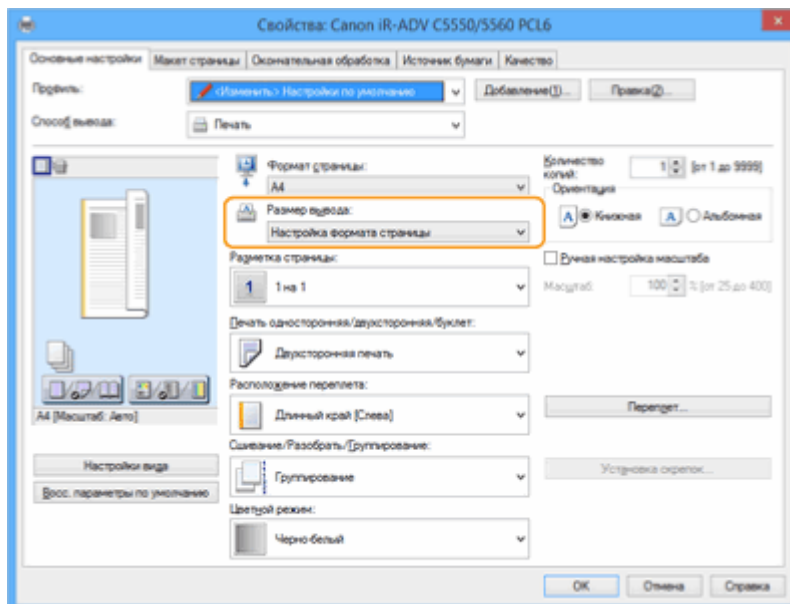 Свойства: Canon iR-ADV C5550/5560 PCL6
Основные настройки Макет страницы Окончательная обработка Источник бумаги Качество
Профиль: <Изменить> Настройки по умолчанию Добавление(1)... Правка(2)...
Способ вывода: Печать
Формат страницы:
A4
Размер вывода:
Настройка формата страницы
Количество копий: 1 [от 1 до 9999]
Ориентация
A Книжная A Альбомная
Разметка страницы:
1 1 на 1
Ручная настройка масштаба
Масштаб: 100 % [от 25 до 400]
Печать односторонняя/двухсторонняя/буклет:
Двухсторонняя печать
Расположение переплета:
Длинный край [Слева]
Переплет...
A4 [Масштаб: Авто]
Сшивание/Разобрать/Группирование:
Группирование
Установка скрепок...
Настройки вида
Восс. параметры по умолчанию
Цветной режим:
Черно-белый
OK Отмена Справка